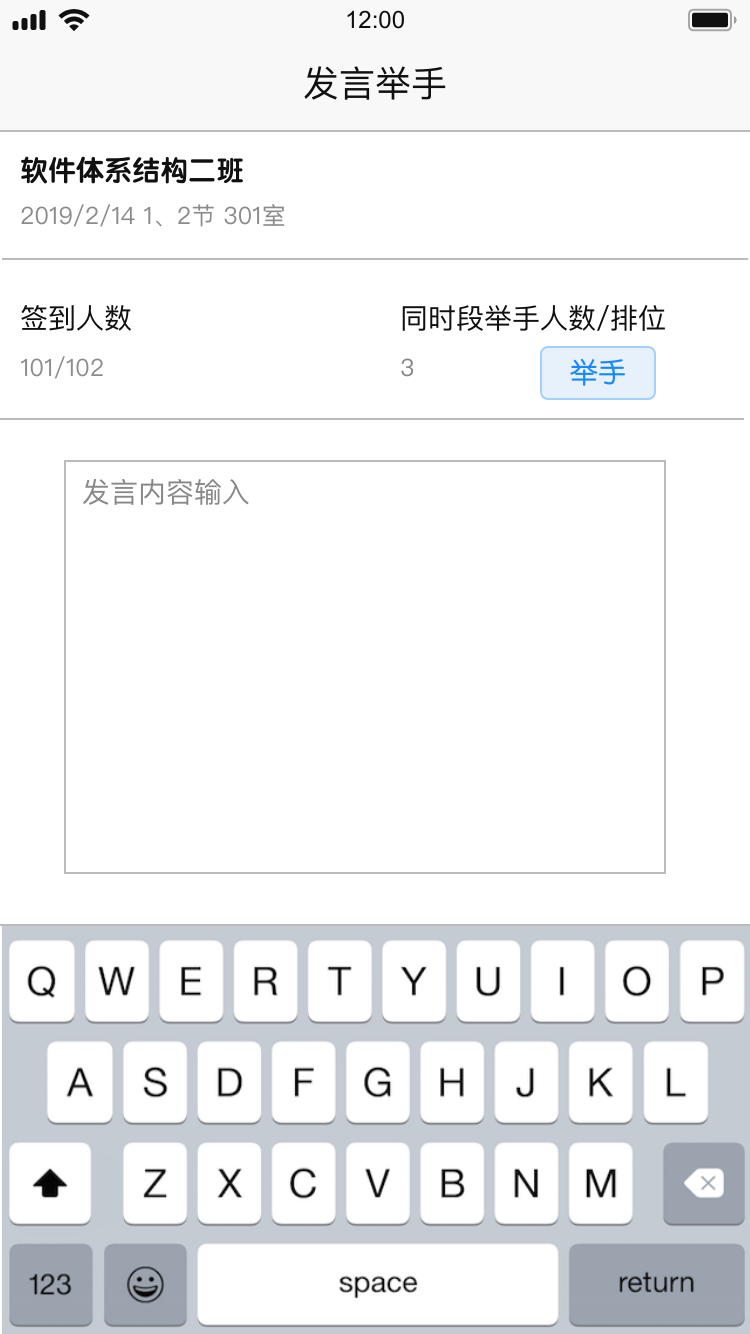 12:00
发言举手
软件体系结构二班
2019/2/14 1、2节 301室
签到人数 同时段举手人数/排位
101/102 3 举手
发言内容输入
Q W E R T Y U I O P
A S D F G H J K L
Z X C V B N M
123 space return